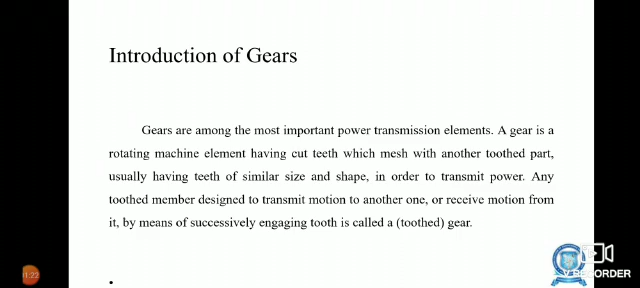 Introduction of Gears
Gears are among the most important power transmission elements. A gear is a
rotating machine element having cut teeth which mesh with another toothed part,
usually having teeth of similar size and shape, in order to transmit power. Any
toothed member designed to transmit motion to another one, or receive motion from
it, by means of successively engaging tooth is called a (toothed) gear.
•
1:22
V RECORDER